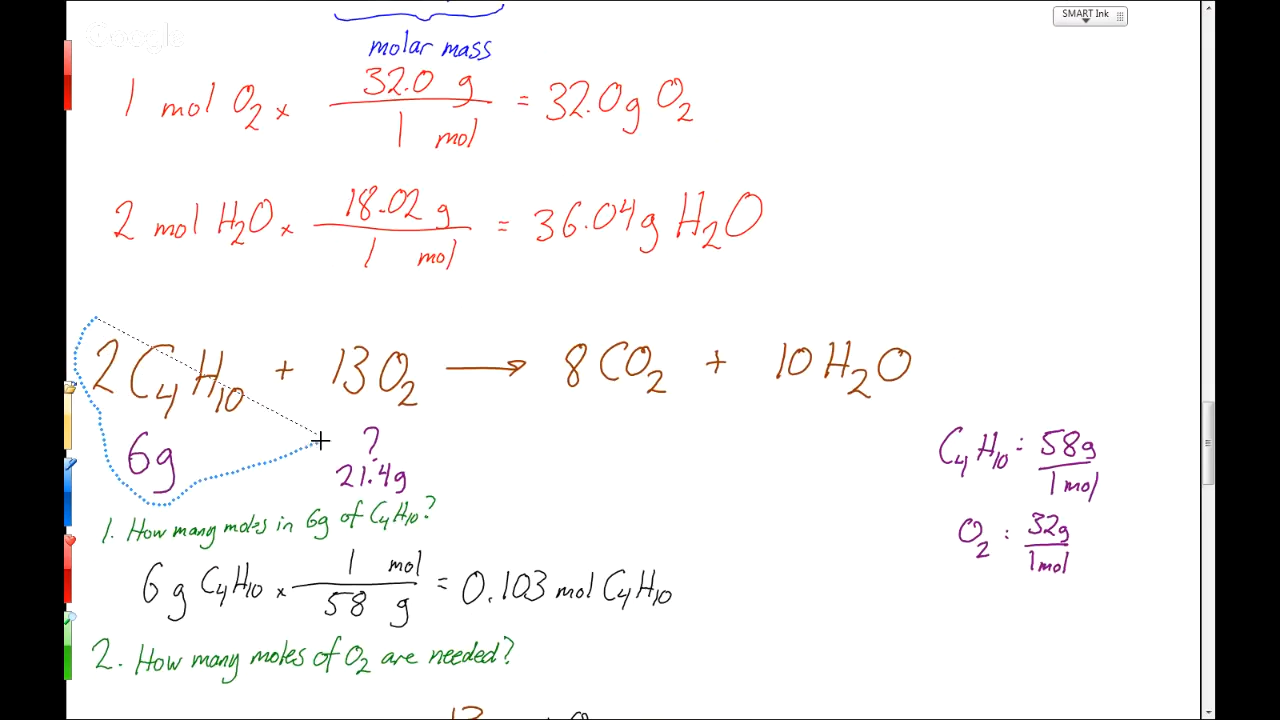 Google
SMART Ink
molar mass
1 mol O₂ × 32.0 g / 1 mol = 32.0g O₂
2 mol H₂O × 18.02 g / 1 mol = 36.04g H₂O
2C₄H₁₀ + 13O₂ → 8CO₂ + 10H₂O
6g ? 21.4g
C₄H₁₀ : 58g / 1 mol
O₂ : 32g / 1mol
1. How many moles in 6g of C₄H₁₀?
6 g C₄H₁₀ × 1 mol / 58 g = 0.103 mol C₄H₁₀
2. How many moles of O₂ are needed?